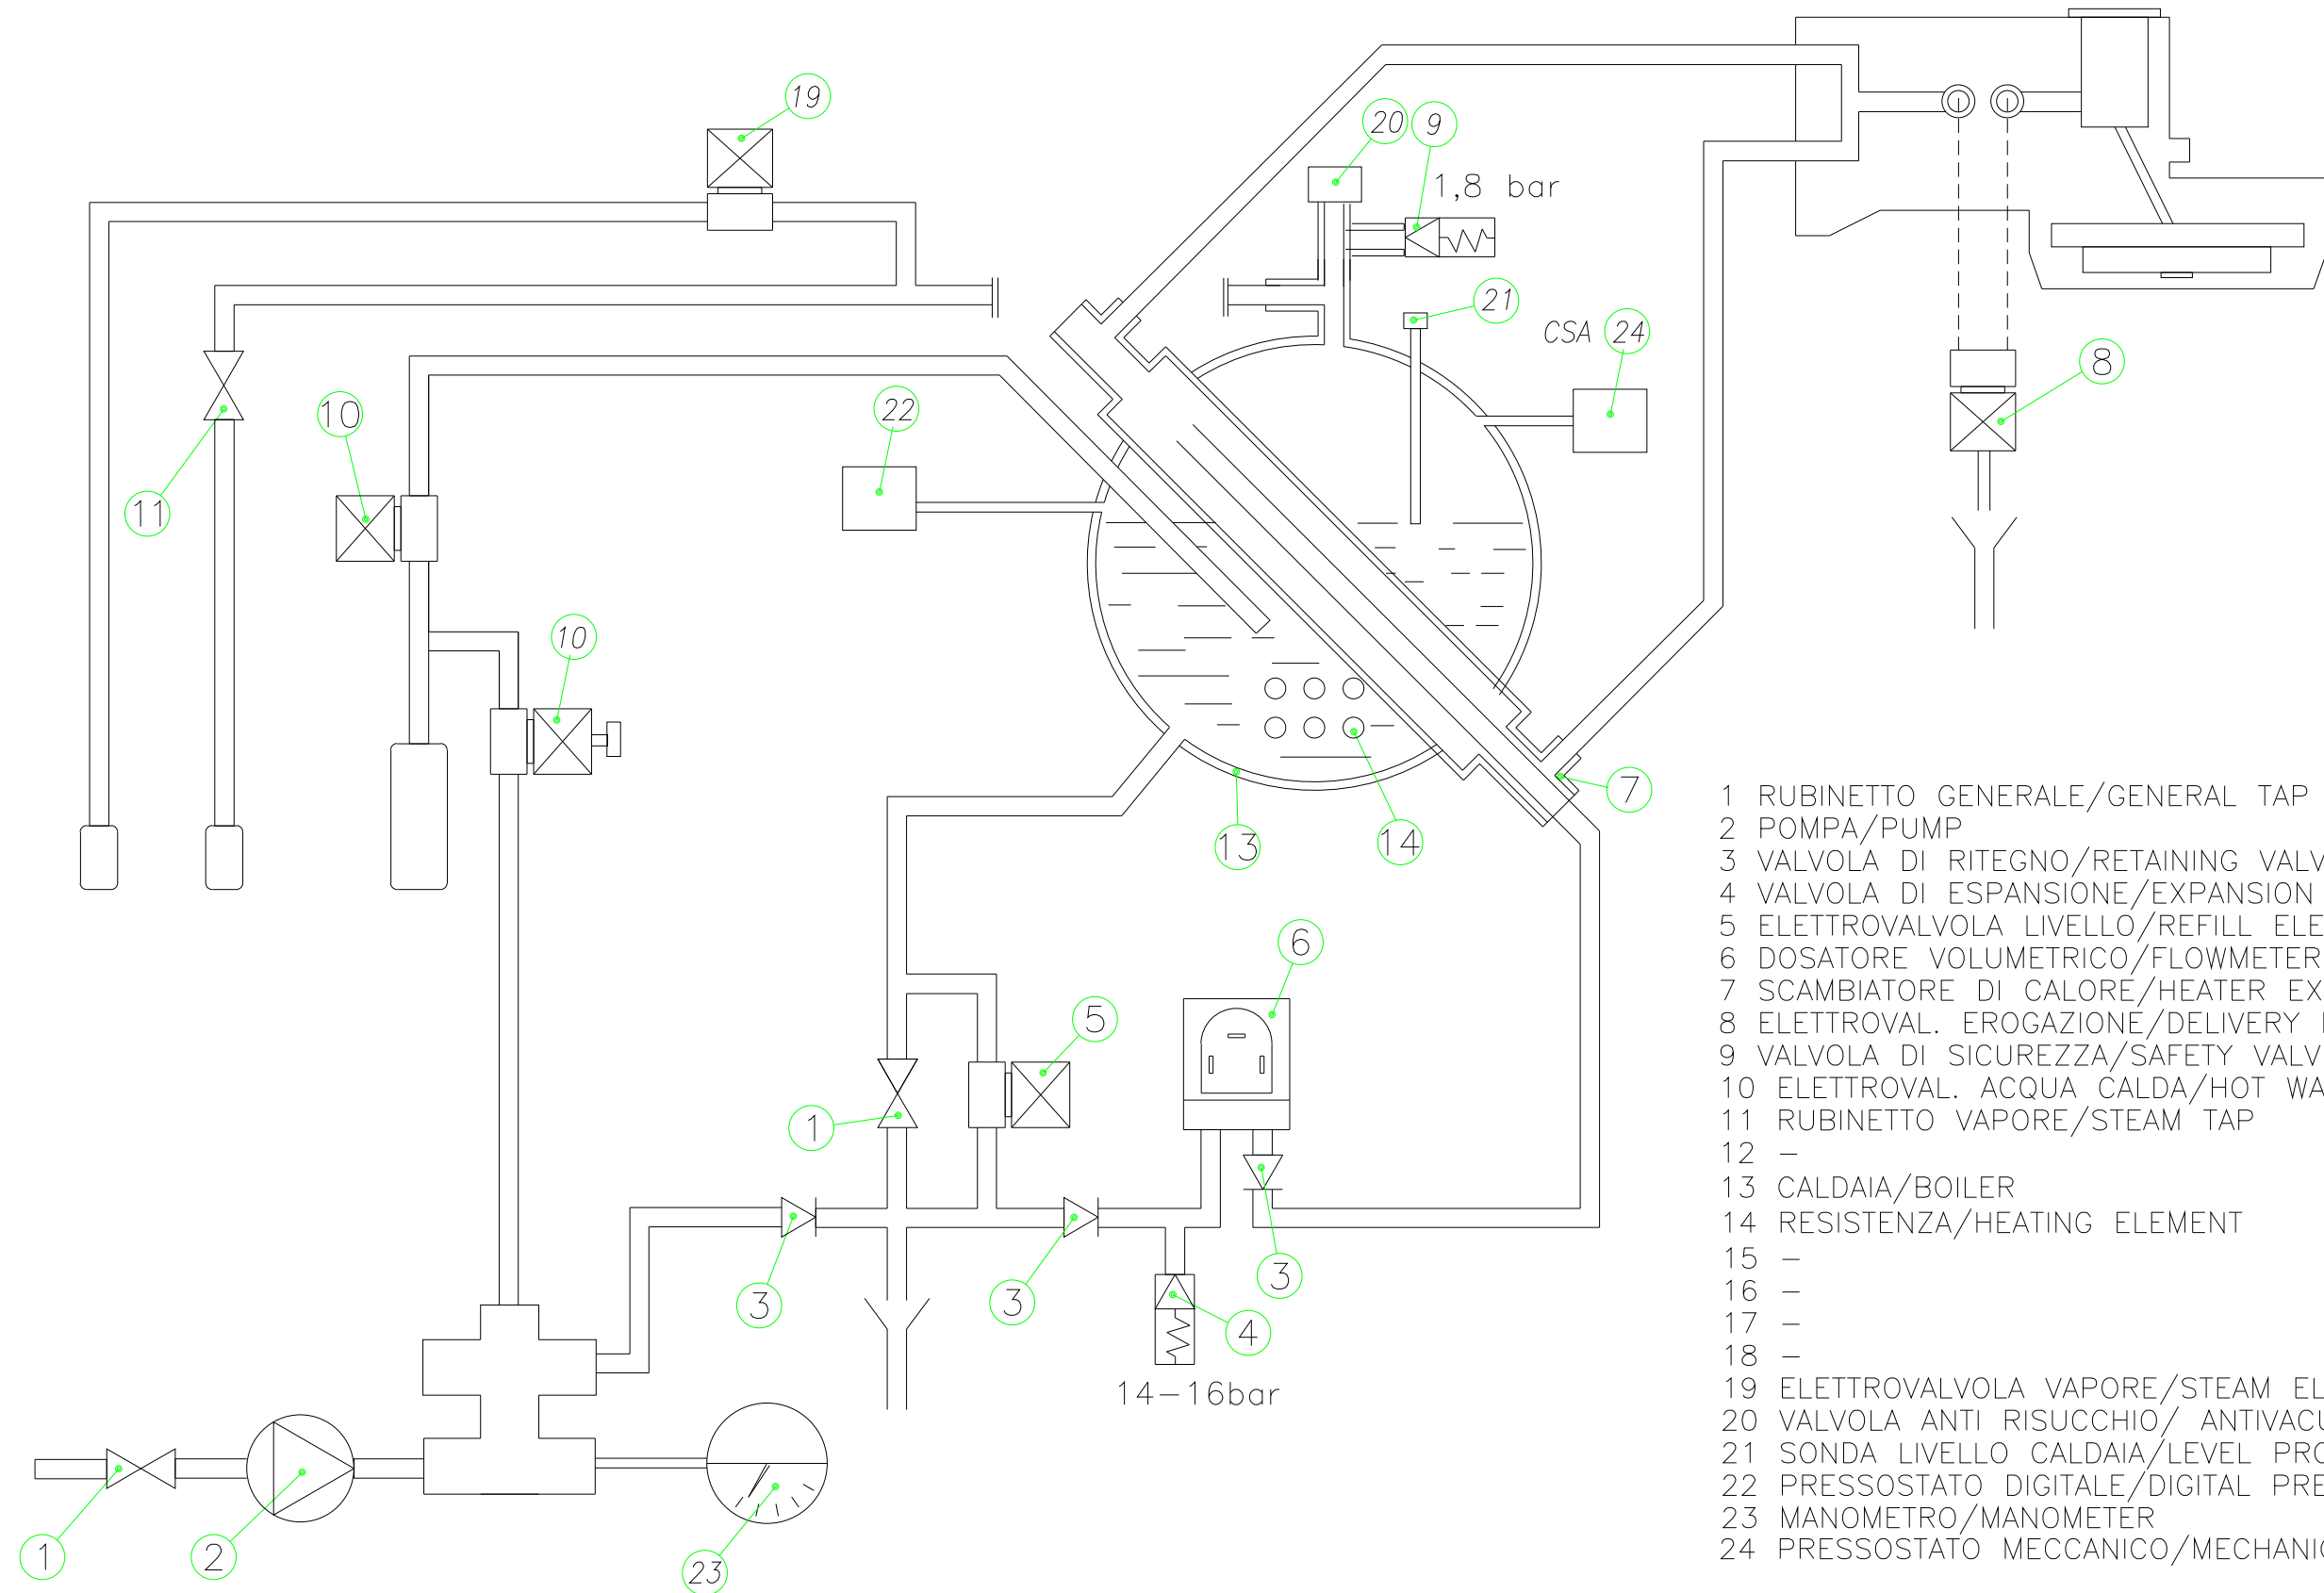 19
20
9
1,8 bar
21
CSA 24
8
22
10
11
10
7
13
14
6
5
1
3
3
3
4
14-16bar
1
2
23
1 RUBINETTO GENERALE/GENERAL TAP
2 POMPA/PUMP
3 VALVOLA DI RITEGNO/RETAINING
4 VALVOLA DI ESPANSIONE/EXPANSION
5 ELETTROVALVOLA LIVELLO/REFILL
6 DOSATORE VOLUMETRICO/FLOWMETER
7 SCAMBIATORE DI CALORE/HEATER
8 ELETTROVAL. EROGAZIONE/DELIVERY
9 VALVOLA DI SICUREZZA/SAFETY
10 ELETTROVAL. ACQUA CALDA/HOT
11 RUBINETTO VAPORE/STEAM TAP
12 -
13 CALDAIA/BOILER
14 RESISTENZA/HEATING ELEMENT
15 -
16 -
17 -
18 -
19 ELETTROVALVOLA VAPORE/STEAM
20 VALVOLA ANTI RISUCCHIO/
21 SONDA LIVELLO CALDAIA/LEVEL
22 PRESSOSTATO DIGITALE/DIGITAL
23 MANOMETRO/MANOMETER
24 PRESSOSTATO MECCANICO/